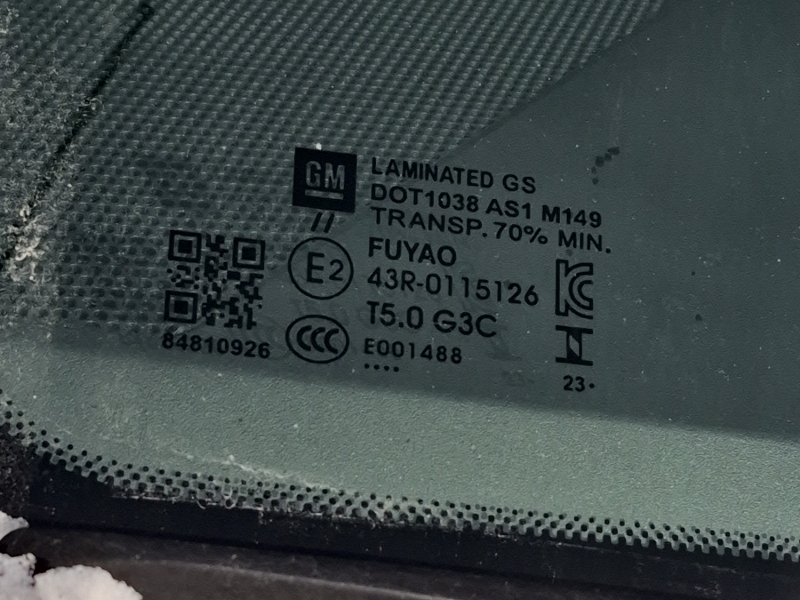 GM
LAMINATED GS
DOT1038 AS1 M149
TRANSP. 70% MIN.
FUYAO
E2
43R-0115126
T5.0 G3C
84810926
CCC
E001488
KC
I
23